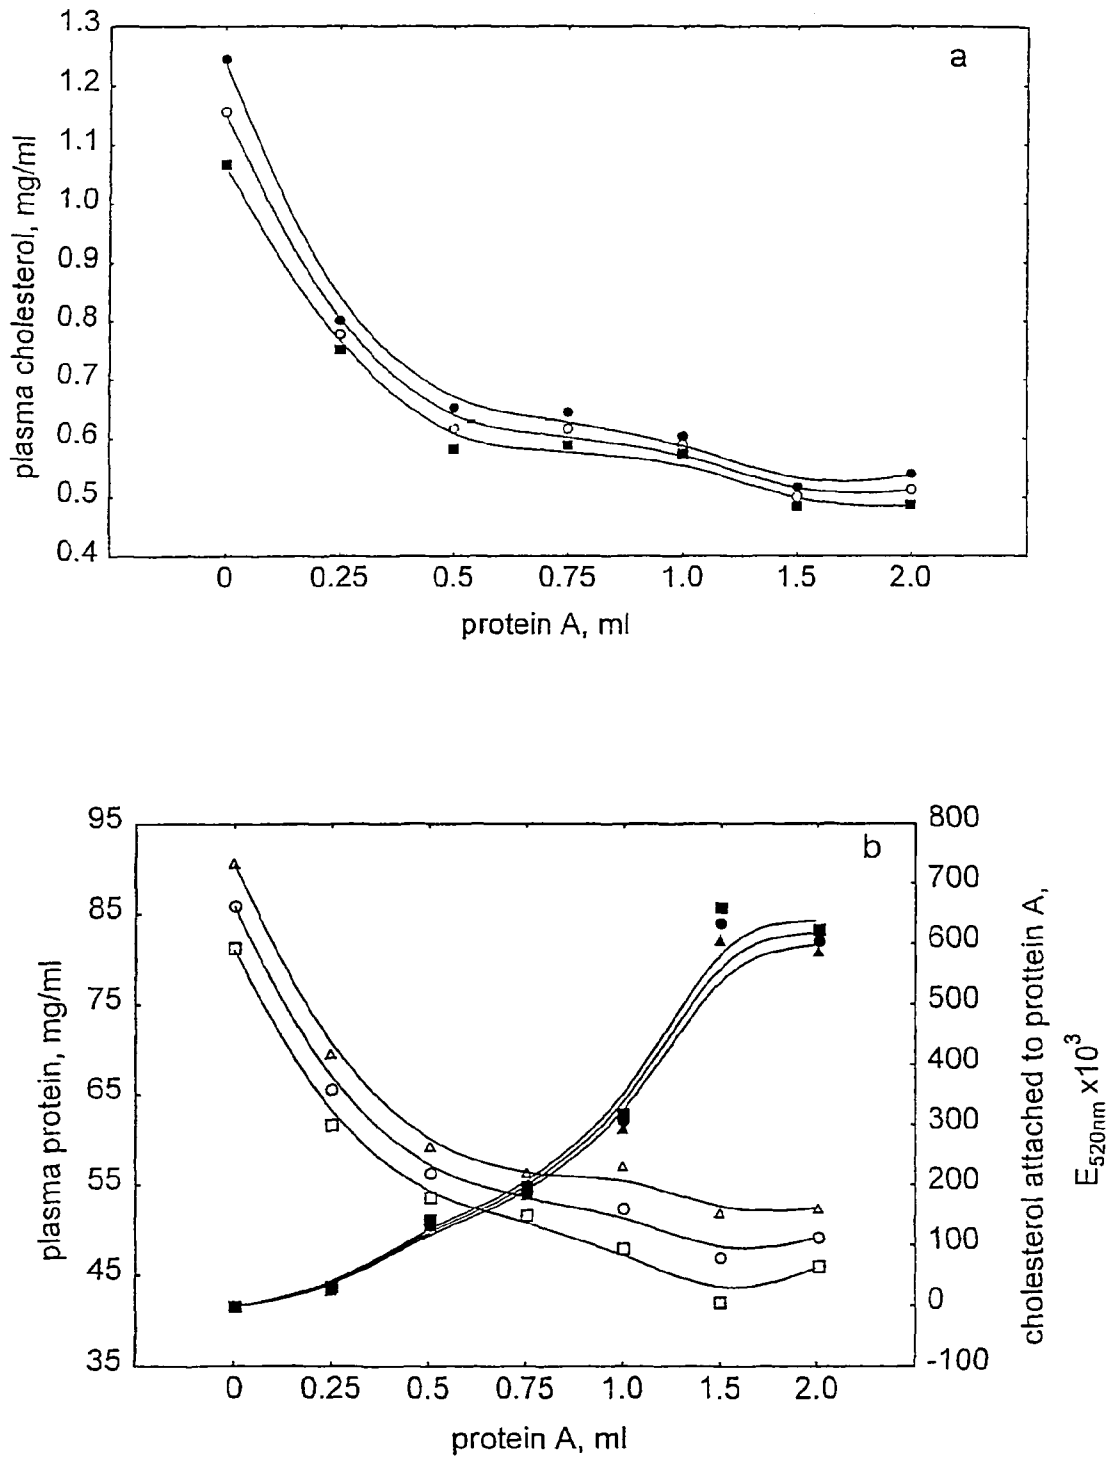 a
plasma cholesterol, mg/ml
1.3
1.2
1.1
1.0
0.9
0.8
0.7
0.6
0.5
0.4
0 0.25 0.5 0.75 1.0 1.5 2.0
protein A, ml
b
plasma protein, mg/ml
95
85
75
65
55
45
35
800
700
600
500
400
300
200
100
0
-100
cholesterol attached to prottein A,
E520nm x10³
0 0.25 0.5 0.75 1.0 1.5 2.0
protein A, ml